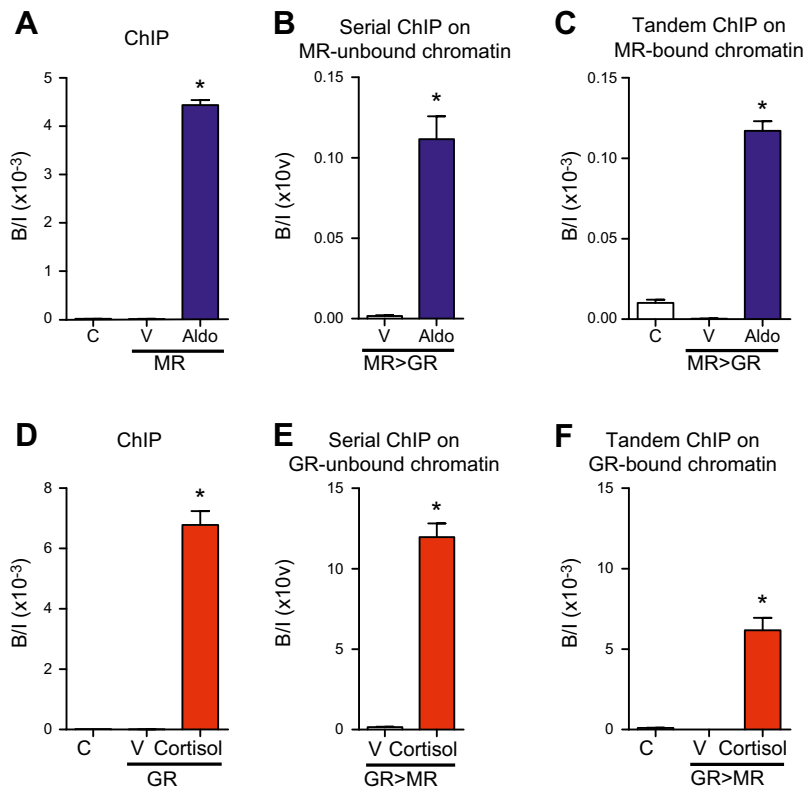 A
ChIP
B/I (x10-3)
5
4
3
2
1
0
*
C
V
Aldo
MR
B
Serial ChIP on
MR-unbound chromatin
B/I (x10v)
0.15
0.10
0.05
0.00
*
V
Aldo
MR>GR
C
Tandem ChIP on
MR-bound chromatin
B/I (x10-3)
0.15
0.10
0.05
0.00
*
C
V
Aldo
MR>GR
D
ChIP
B/I (x10-3)
8
6
4
2
0
*
C
V Cortisol
GR
E
Serial ChIP on
GR-unbound chromatin
B/I (x10v)
15
10
5
0
*
V Cortisol
GR>MR
F
Tandem ChIP on
GR-bound chromatin
B/I (x10-3)
15
10
5
0
*
C
V Cortisol
GR>MR